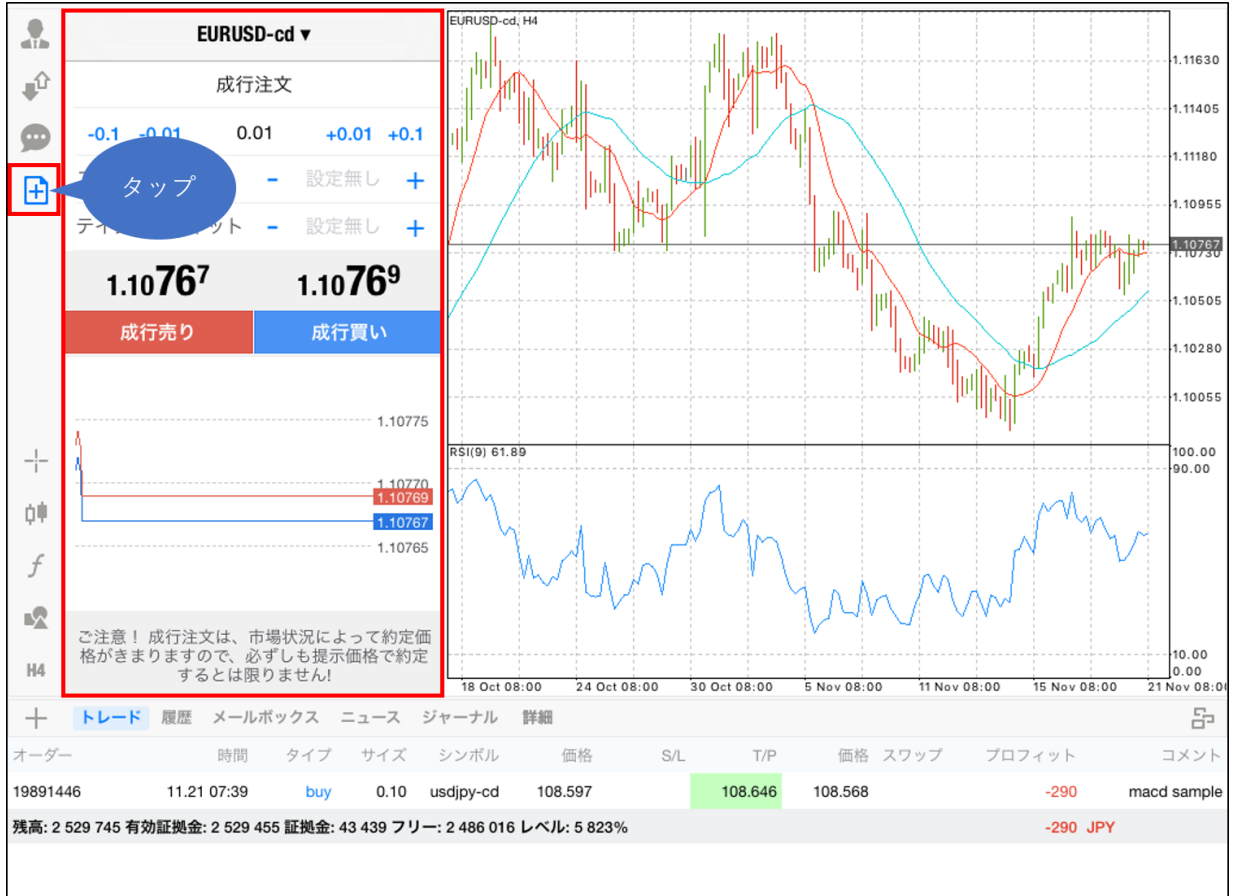 EURUSD-cd ▼
成行注文
-0.1 -0.01 0.01 +0.01 +0.1
タップ
- 設定無し +
- 設定無し +
1.10767 1.10769
成行売り 成行買い
1.10775
1.10770
1.10769
1.10767
1.10765
ご注意！ 成行注文は、市場状況によって約定価
格がきまりますので、必ずしも提示価格で約定
するとは限りません!
H4
EURUSD-cd, H4
1.11630
1.11405
1.11180
1.10955
1.10767
1.10730
1.10505
1.10280
1.10055
RSI(9) 61.89
100.00
90.00
10.00
0.00
18 Oct 08:00 24 Oct 08:00 30 Oct 08:00 5 Nov 08:00 11 Nov 08:00 15 Nov 08:00 21 Nov 08:00
トレード 履歴 メールボックス ニュース ジャーナル 詳細
オーダー 時間 タイプ サイズ シンボル 価格 S/L T/P 価格 スワップ プロフィット コメント
19891446 11.21 07:39 buy 0.10 usdjpy-cd 108.597 108.646 108.568 -290 macd sample
残高: 2 529 745 有効証拠金: 2 529 455 証拠金: 43 439 フリー: 2 486 016 レベル: 5 823% -290 JPY